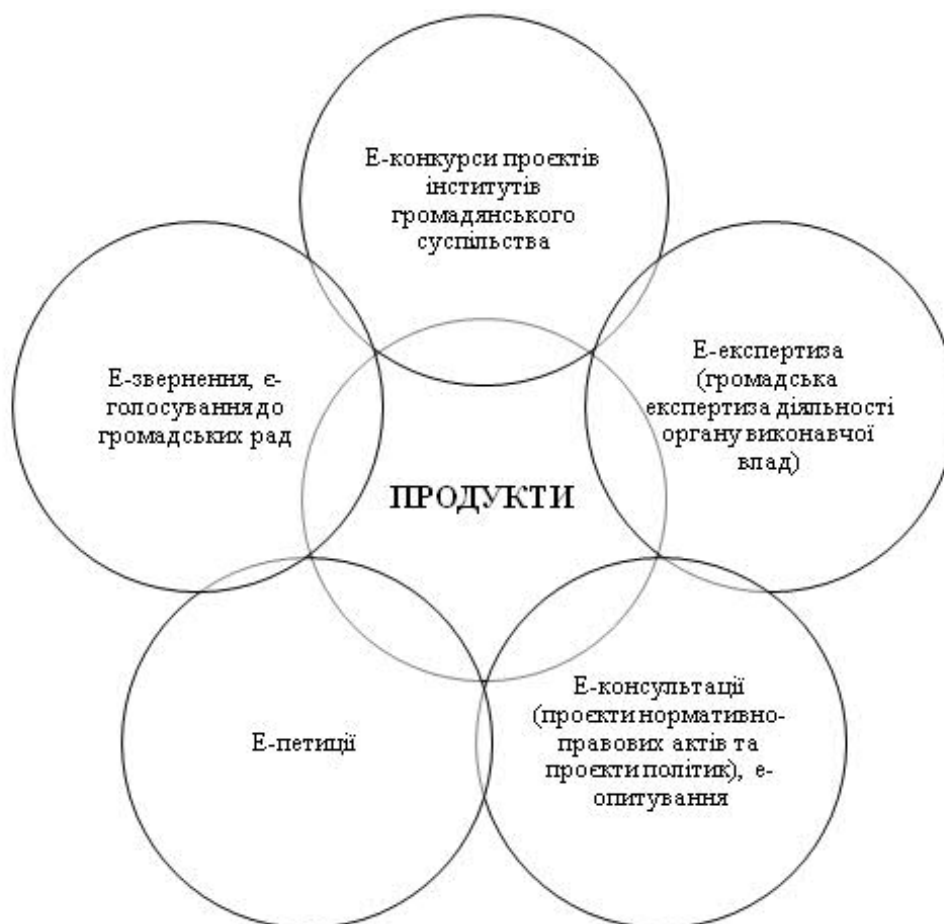 Е-конкурси проєктів
інститутів
громадянського
суспільства
Е-звернення, є-
голосування до
громадських рад
Е-експертиза
(громадська
експертиза діяльності
органу виконавчої
влад)
ПРОДУКТИ
Е-петиції
Е-консультації
(проєкти нормативно-
правових актів та
проєкти політик), е-
опитування